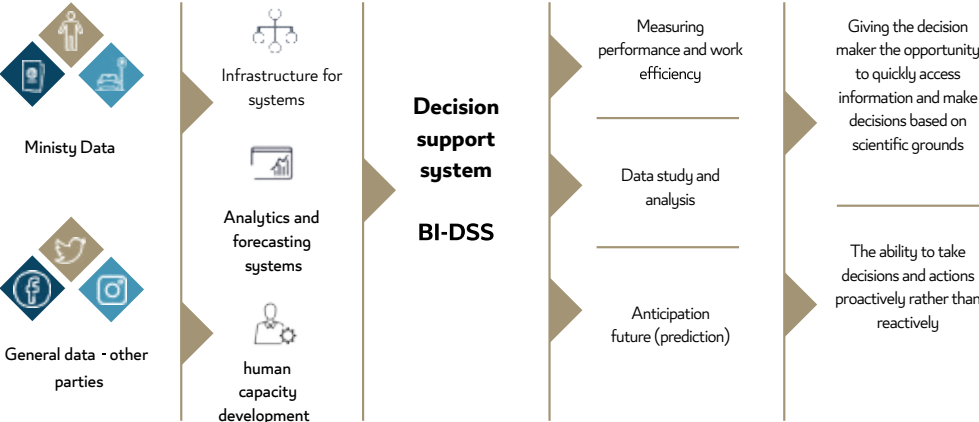 Ministy Data
General data - other
parties
Infrastructure for
systems
Analytics and
forecasting
systems
human
capacity
development
Decision
support
system
BI-DSS
Measuring
performance and work
efficiency
Data study and
analysis
Anticipation
future (prediction)
Giving the decision
maker the opportunity
to quickly access
information and make
decisions based on
scientific grounds
The ability to take
decisions and actions
proactively rather than
reactively